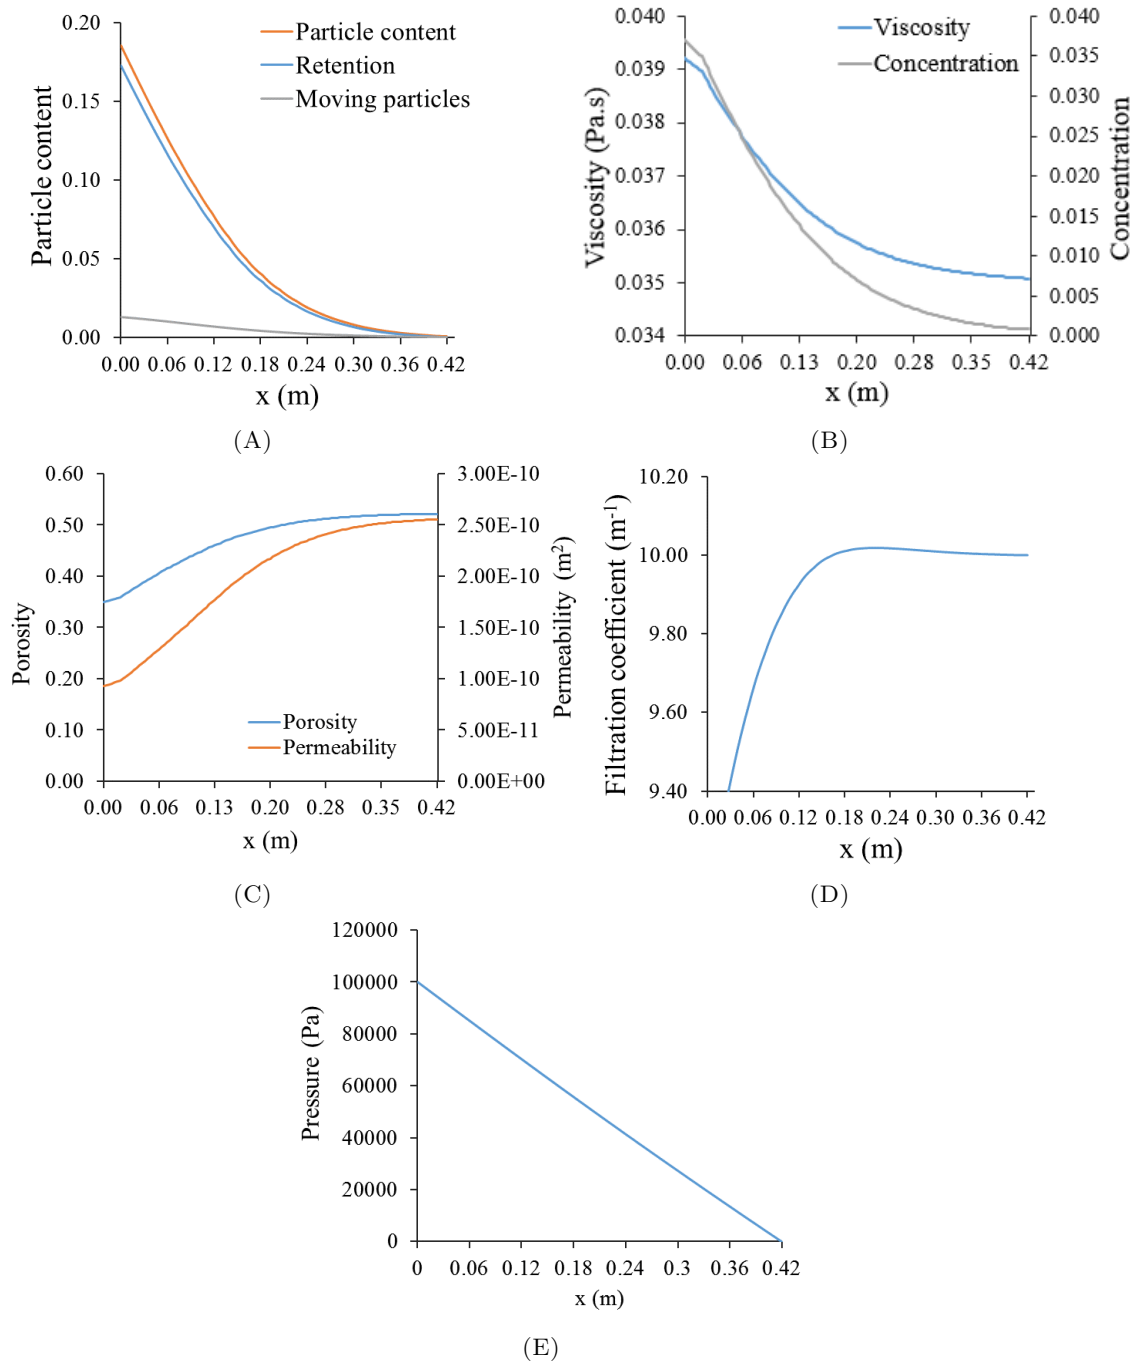 0.20
0.15
0.10
0.05
0.00
Particle content
Particle content
Retention
Moving particles
0.00 0.06 0.12 0.18 0.24 0.30 0.36 0.42
x (m)
(A)
0.040
0.039
0.038
0.037
0.036
0.035
0.034
Viscosity (Pa.s)
Viscosity
Concentration
0.040
0.035
0.030
0.025
0.020
0.015
0.010
0.005
0.000
Concentration
0.00 0.06 0.13 0.20 0.28 0.35 0.42
x (m)
(B)
0.60
0.50
0.40
0.30
0.20
0.10
0.00
Porosity
Porosity
Permeability
3.00E-10
2.50E-10
2.00E-10
1.50E-10
1.00E-10
5.00E-11
0.00E+00
Permeability (m²)
0.00 0.06 0.13 0.20 0.28 0.35 0.42
x (m)
(C)
10.20
10.00
9.80
9.60
9.40
Filtration coefficient (m⁻¹)
0.00 0.06 0.12 0.18 0.24 0.30 0.36 0.42
x (m)
(D)
120000
100000
80000
60000
40000
20000
0
Pressure (Pa)
0 0.06 0.12 0.18 0.24 0.3 0.36 0.42
x (m)
(E)